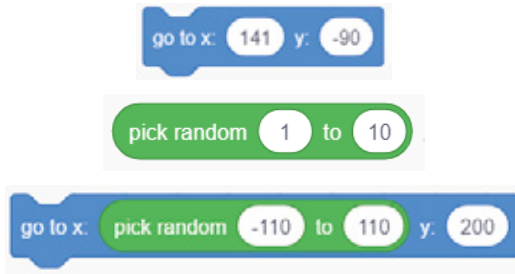 go to x: 141 y: -90
pick random 1 to 10
go to x: pick random -110 to 110 y: 200